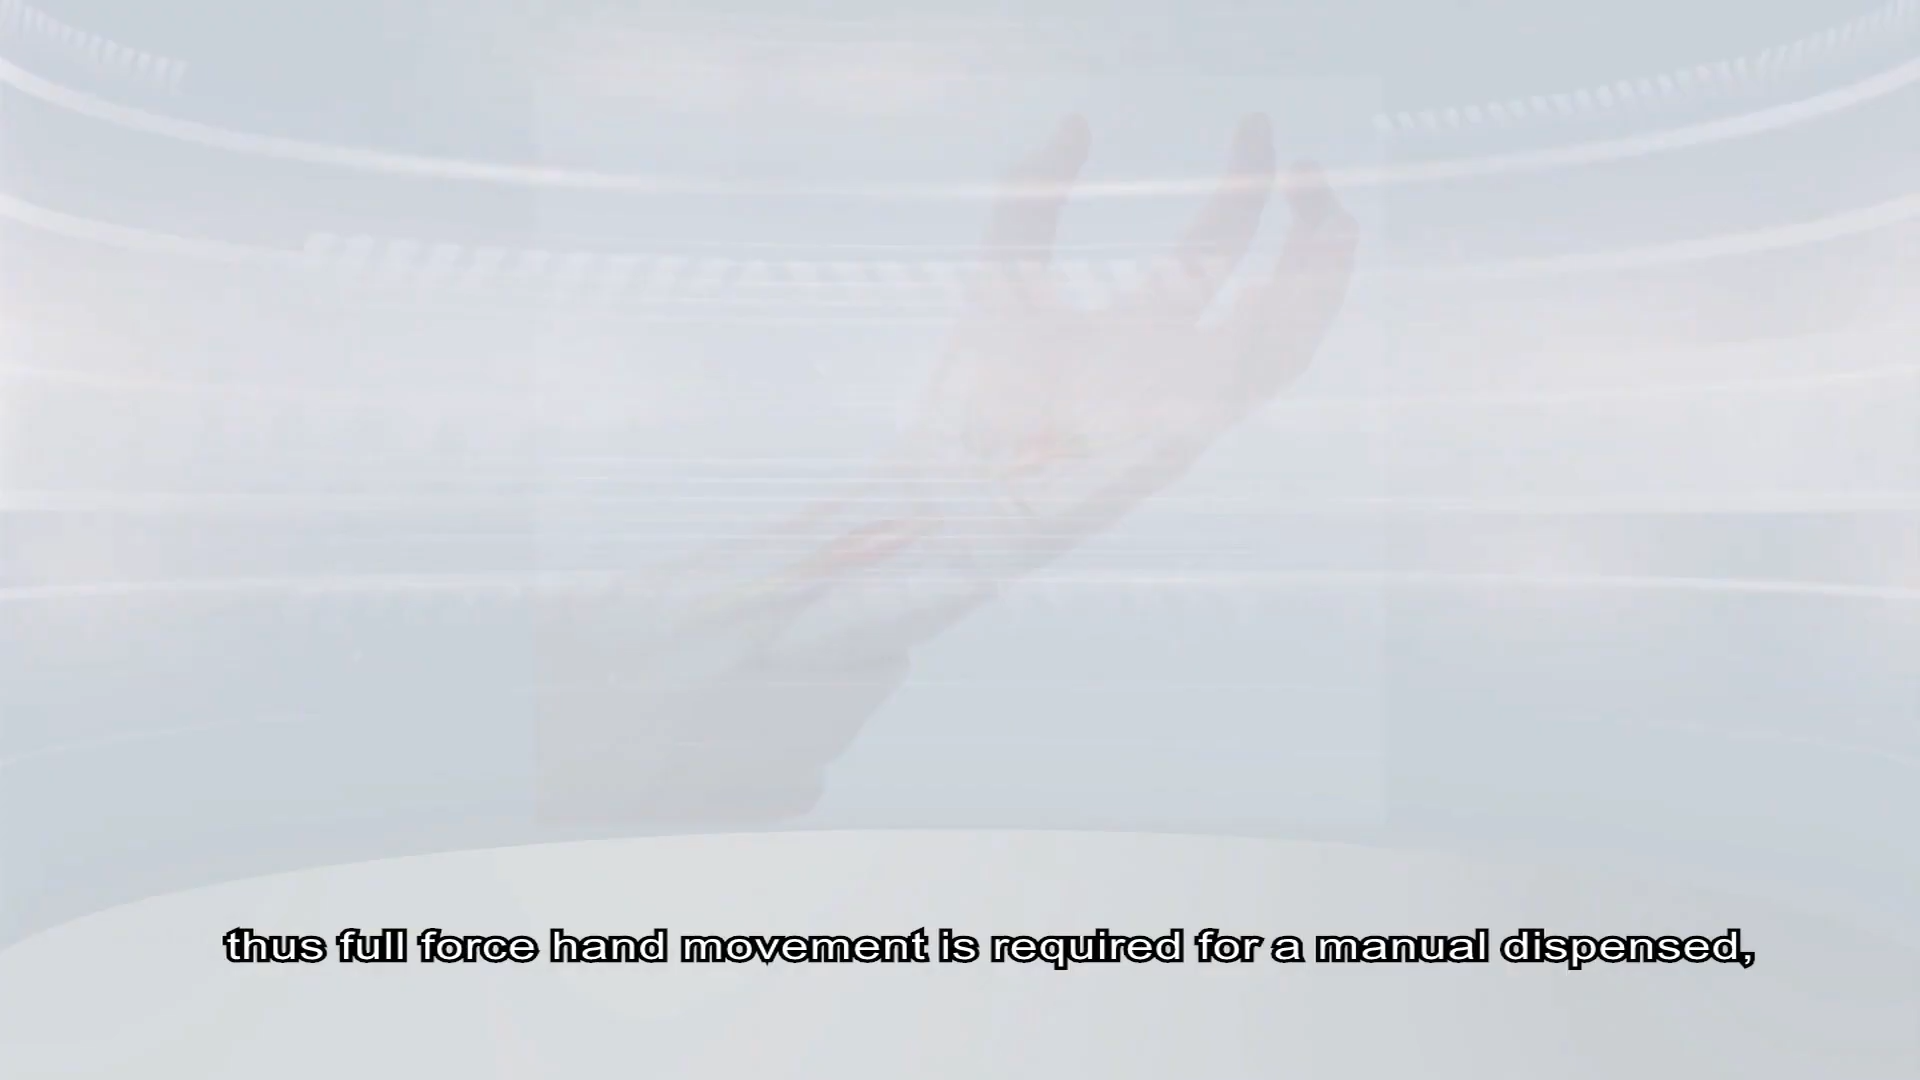 thus full force hand movement is required for a manual dispensed,